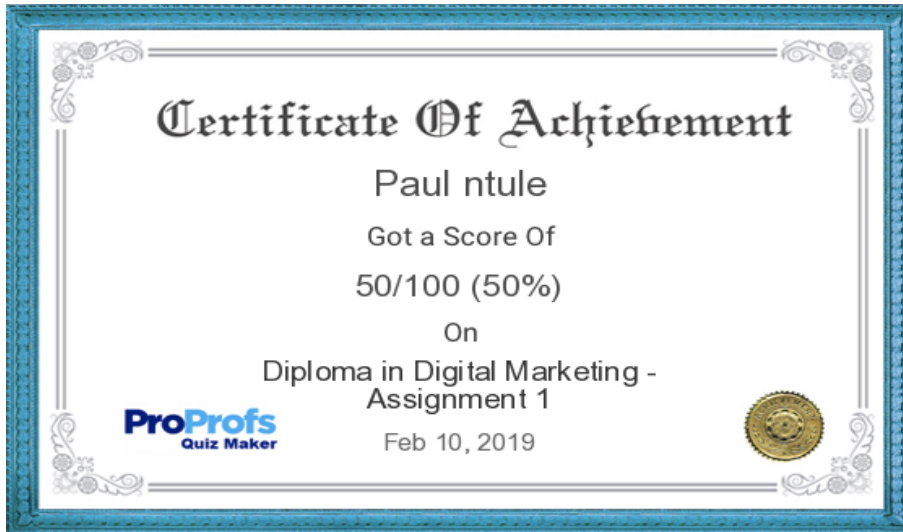 Certificate Of Achievement
Paul ntule
Got a Score Of
50/100 (50%)
On
Diploma in Digital Marketing -
Assignment 1
ProProfs
Quiz Maker
Feb 10, 2019